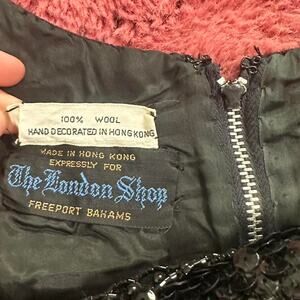 100% WOOL
HAND DECORATED IN HONG KONG
MADE IN HONG KONG
EXPRESSLY FOR
The London Shop
FREEPORT BAHAMS